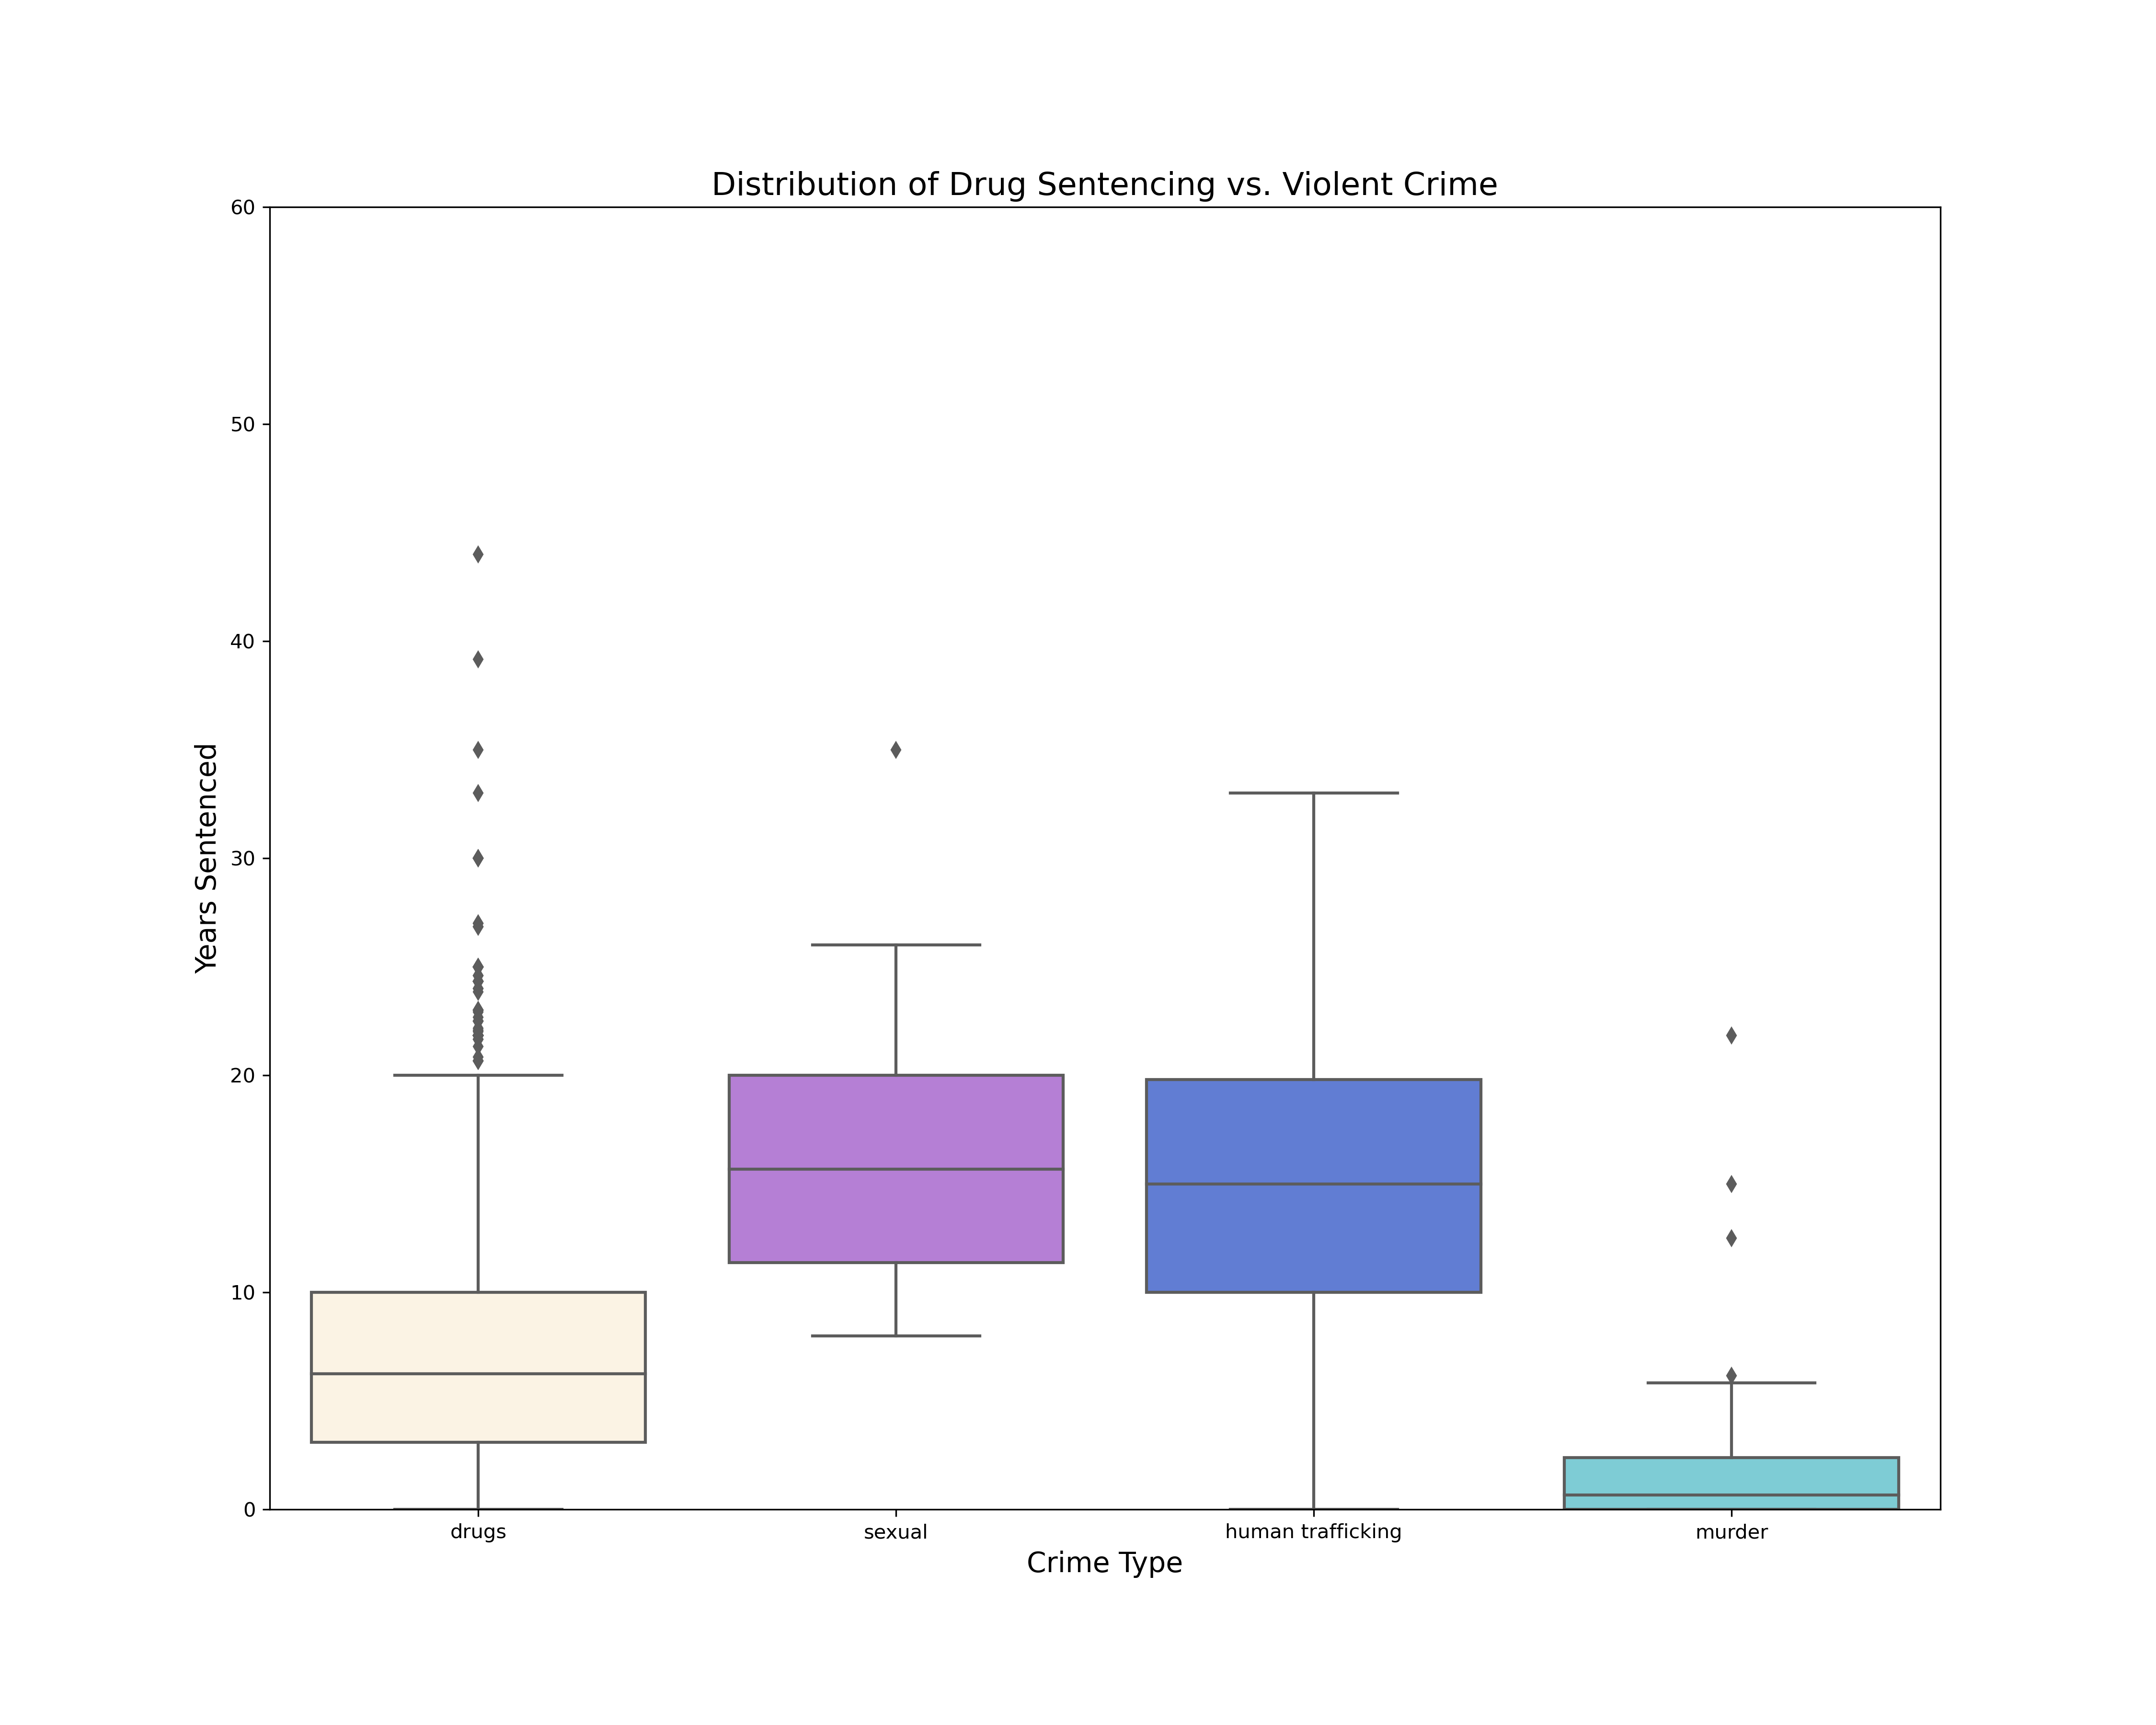 Distribution of Drug Sentencing vs. Violent Crime
60
50
40
30
20
10
0
Years Sentenced
drugs sexual human trafficking murder
Crime Type